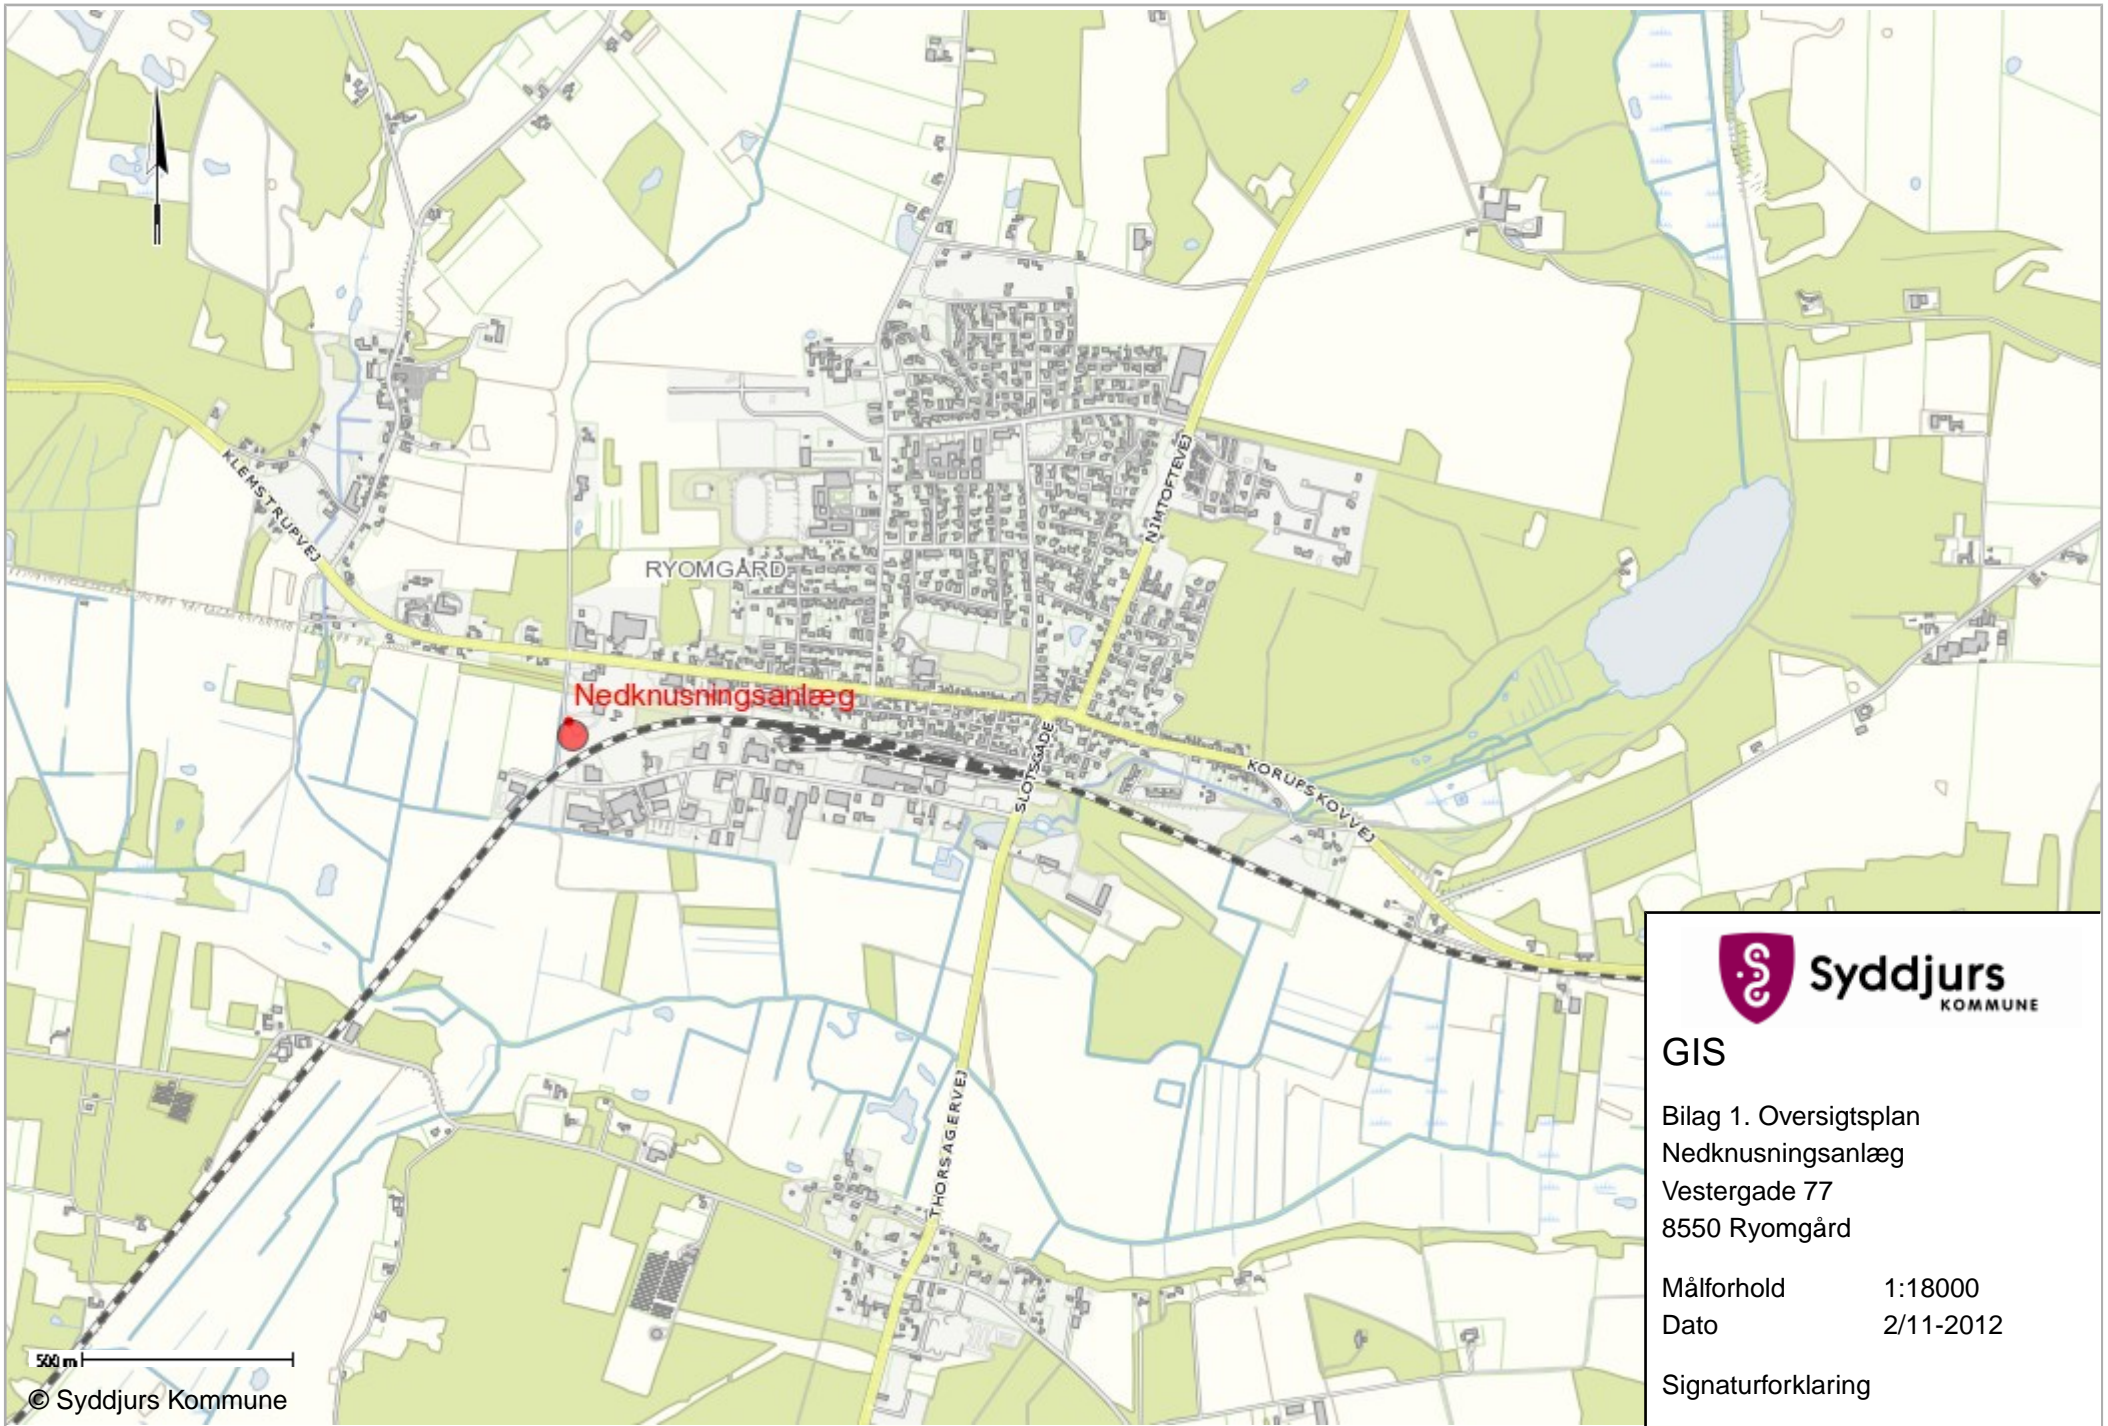 KLEMSTRUPVEJ
NIMTOFTEVEJ
RYOMGÅRD
Nedknusningsanlæg
SLOTSGADE
KORUPSKOVVEJ
THORSAGERVEJ
500 m
© Syddjurs Kommune
Syddjurs
KOMMUNE
GIS
Bilag 1. Oversigtsplan
Nedknusningsanlæg
Vestergade 77
8550 Ryomgård
Målforhold 1:18000
Dato 2/11-2012
Signaturforklaring